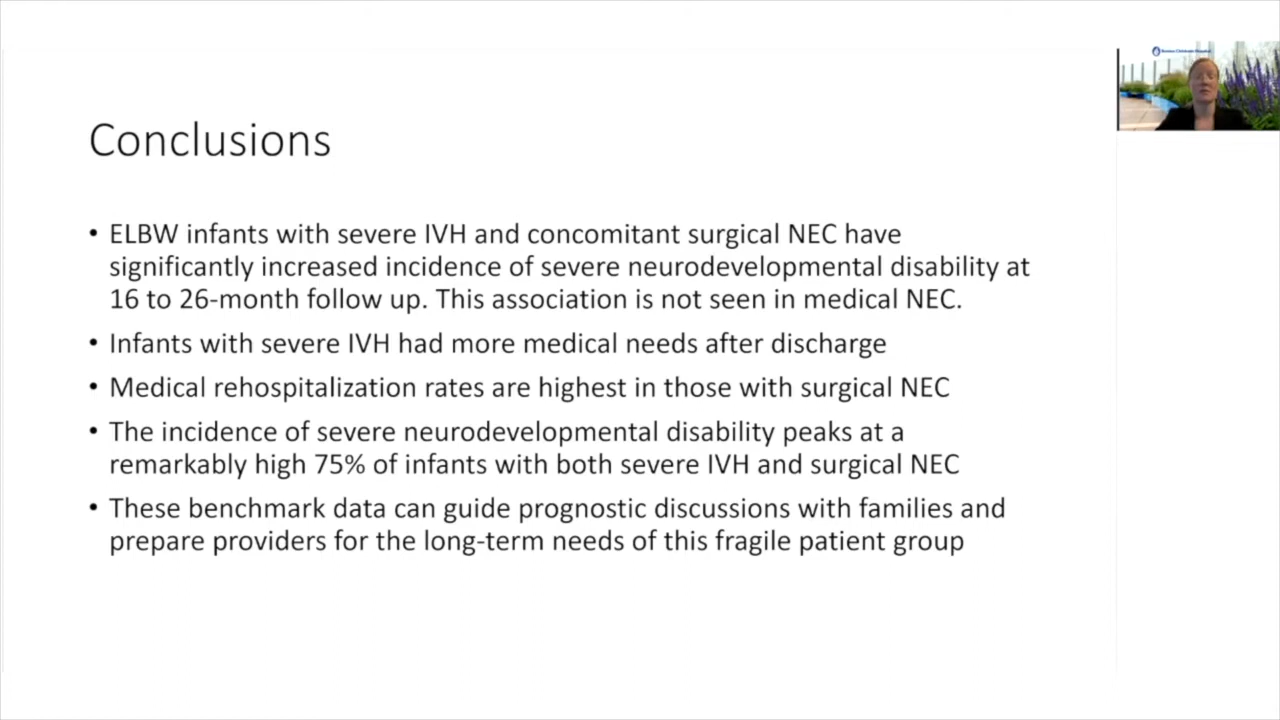 Boston Children's Hospital
Conclusions
• ELBW infants with severe IVH and concomitant surgical NEC have
significantly increased incidence of severe neurodevelopmental disability at
16 to 26-month follow up. This association is not seen in medical NEC.
• Infants with severe IVH had more medical needs after discharge
• Medical rehospitalization rates are highest in those with surgical NEC
• The incidence of severe neurodevelopmental disability peaks at a
remarkably high 75% of infants with both severe IVH and surgical NEC
• These benchmark data can guide prognostic discussions with families and
prepare providers for the long-term needs of this fragile patient group